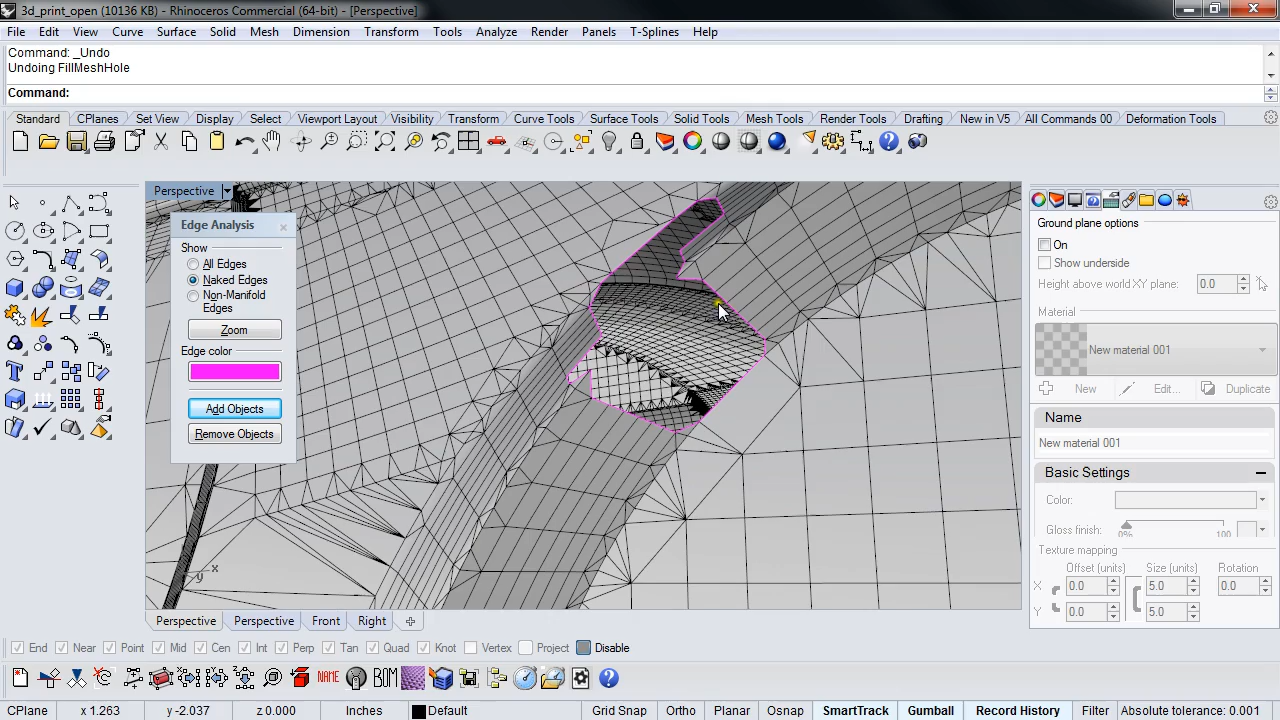 3d_print_open (10136 KB) - Rhinoceros Commercial (64-bit) - [Perspective]
File Edit View Curve Surface Solid Mesh Dimension Transform Tools Analyze Render Panels T-Splines Help
Command: _Undo
Undoing FillMeshHole
Command:
Standard CPlanes Set View Display Select Viewport Layout Visibility Transform Curve Tools Surface Tools Solid Tools Mesh Tools Render Tools Drafting New in V5 All Commands 00 Deformation Tools
Perspective
Edge Analysis
Show
All Edges
Naked Edges
Non-Manifold
Edges
Zoom
Edge color
Add Objects
Remove Objects
x
y
Ground plane options
On
Show underside
Height above world XY plane: 0.0
Material
New material 001
New Edit... Duplicate
Name
New material 001
Basic Settings
Color:
Gloss finish: 0% 100
Texture mapping
Offset (units) Size (units) Rotation
X 0.0 5.0 0.0
Y 0.0 5.0
Perspective Perspective Front Right
End Near Point Mid Cen Int Perp Tan Quad Knot Vertex Project Disable
NAME BOM
CPlane x 1.263 y -2.037 z 0.000 Inches Default Grid Snap Ortho Planar Osnap SmartTrack Gumball Record History Filter Absolute tolerance: 0.001